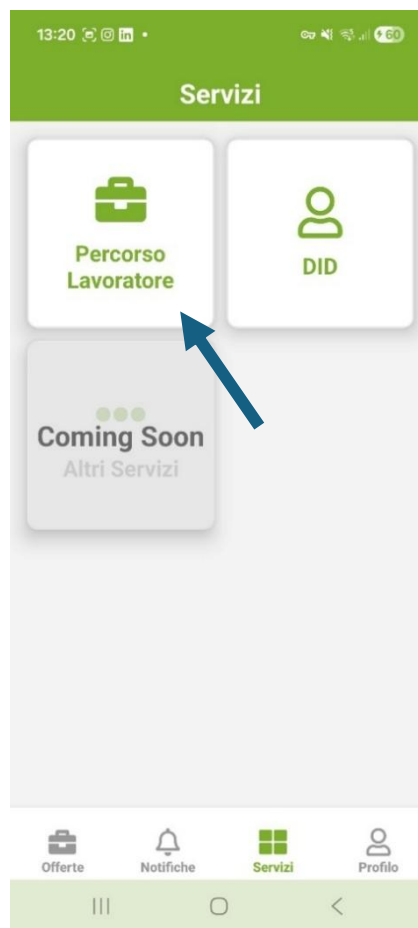 13:20
60
Servizi
Percorso
Lavoratore
DID
Coming Soon
Altri Servizi
Offerte
Notifiche
Servizi
Profilo